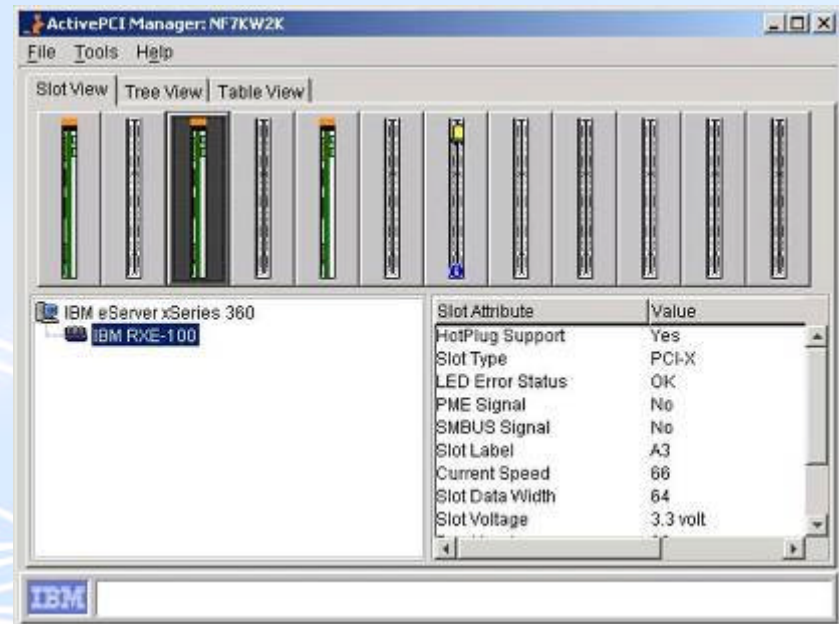 ActivePCI Manager: NF7KW2K
File Tools Help
Slot View Tree View Table View
IBM eServer xSeries 360
IBM RXE-100
Slot Attribute Value
HotPlug Support Yes
Slot Type PCI-X
LED Error Status OK
PME Signal No
SMBUS Signal No
Slot Label A3
Current Speed 66
Slot Data Width 64
Slot Voltage 3.3 volt
IBM